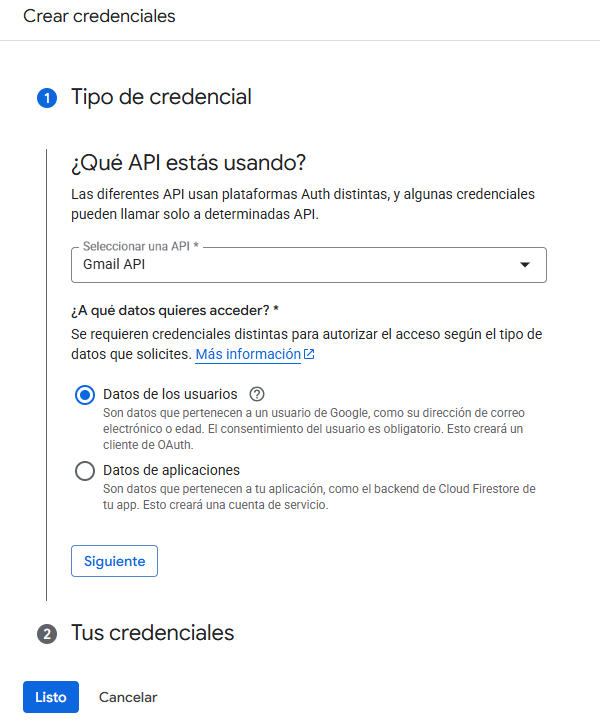 Crear credenciales
1 Tipo de credencial
¿Qué API estás usando?
Las diferentes API usan plataformas Auth distintas, y algunas credenciales
pueden llamar solo a determinadas API.
Seleccionar una API *
Gmail API
¿A qué datos quieres acceder? *
Se requieren credenciales distintas para autorizar el acceso según el tipo de
datos que solicites. Más información
Datos de los usuarios ?
Son datos que pertenecen a un usuario de Google, como su dirección de correo
electrónico o edad. El consentimiento del usuario es obligatorio. Esto creará un
cliente de OAuth.
Datos de aplicaciones
Son datos que pertenecen a tu aplicación, como el backend de Cloud Firestore de
tu app. Esto creará una cuenta de servicio.
Siguiente
2 Tus credenciales
Listo Cancelar